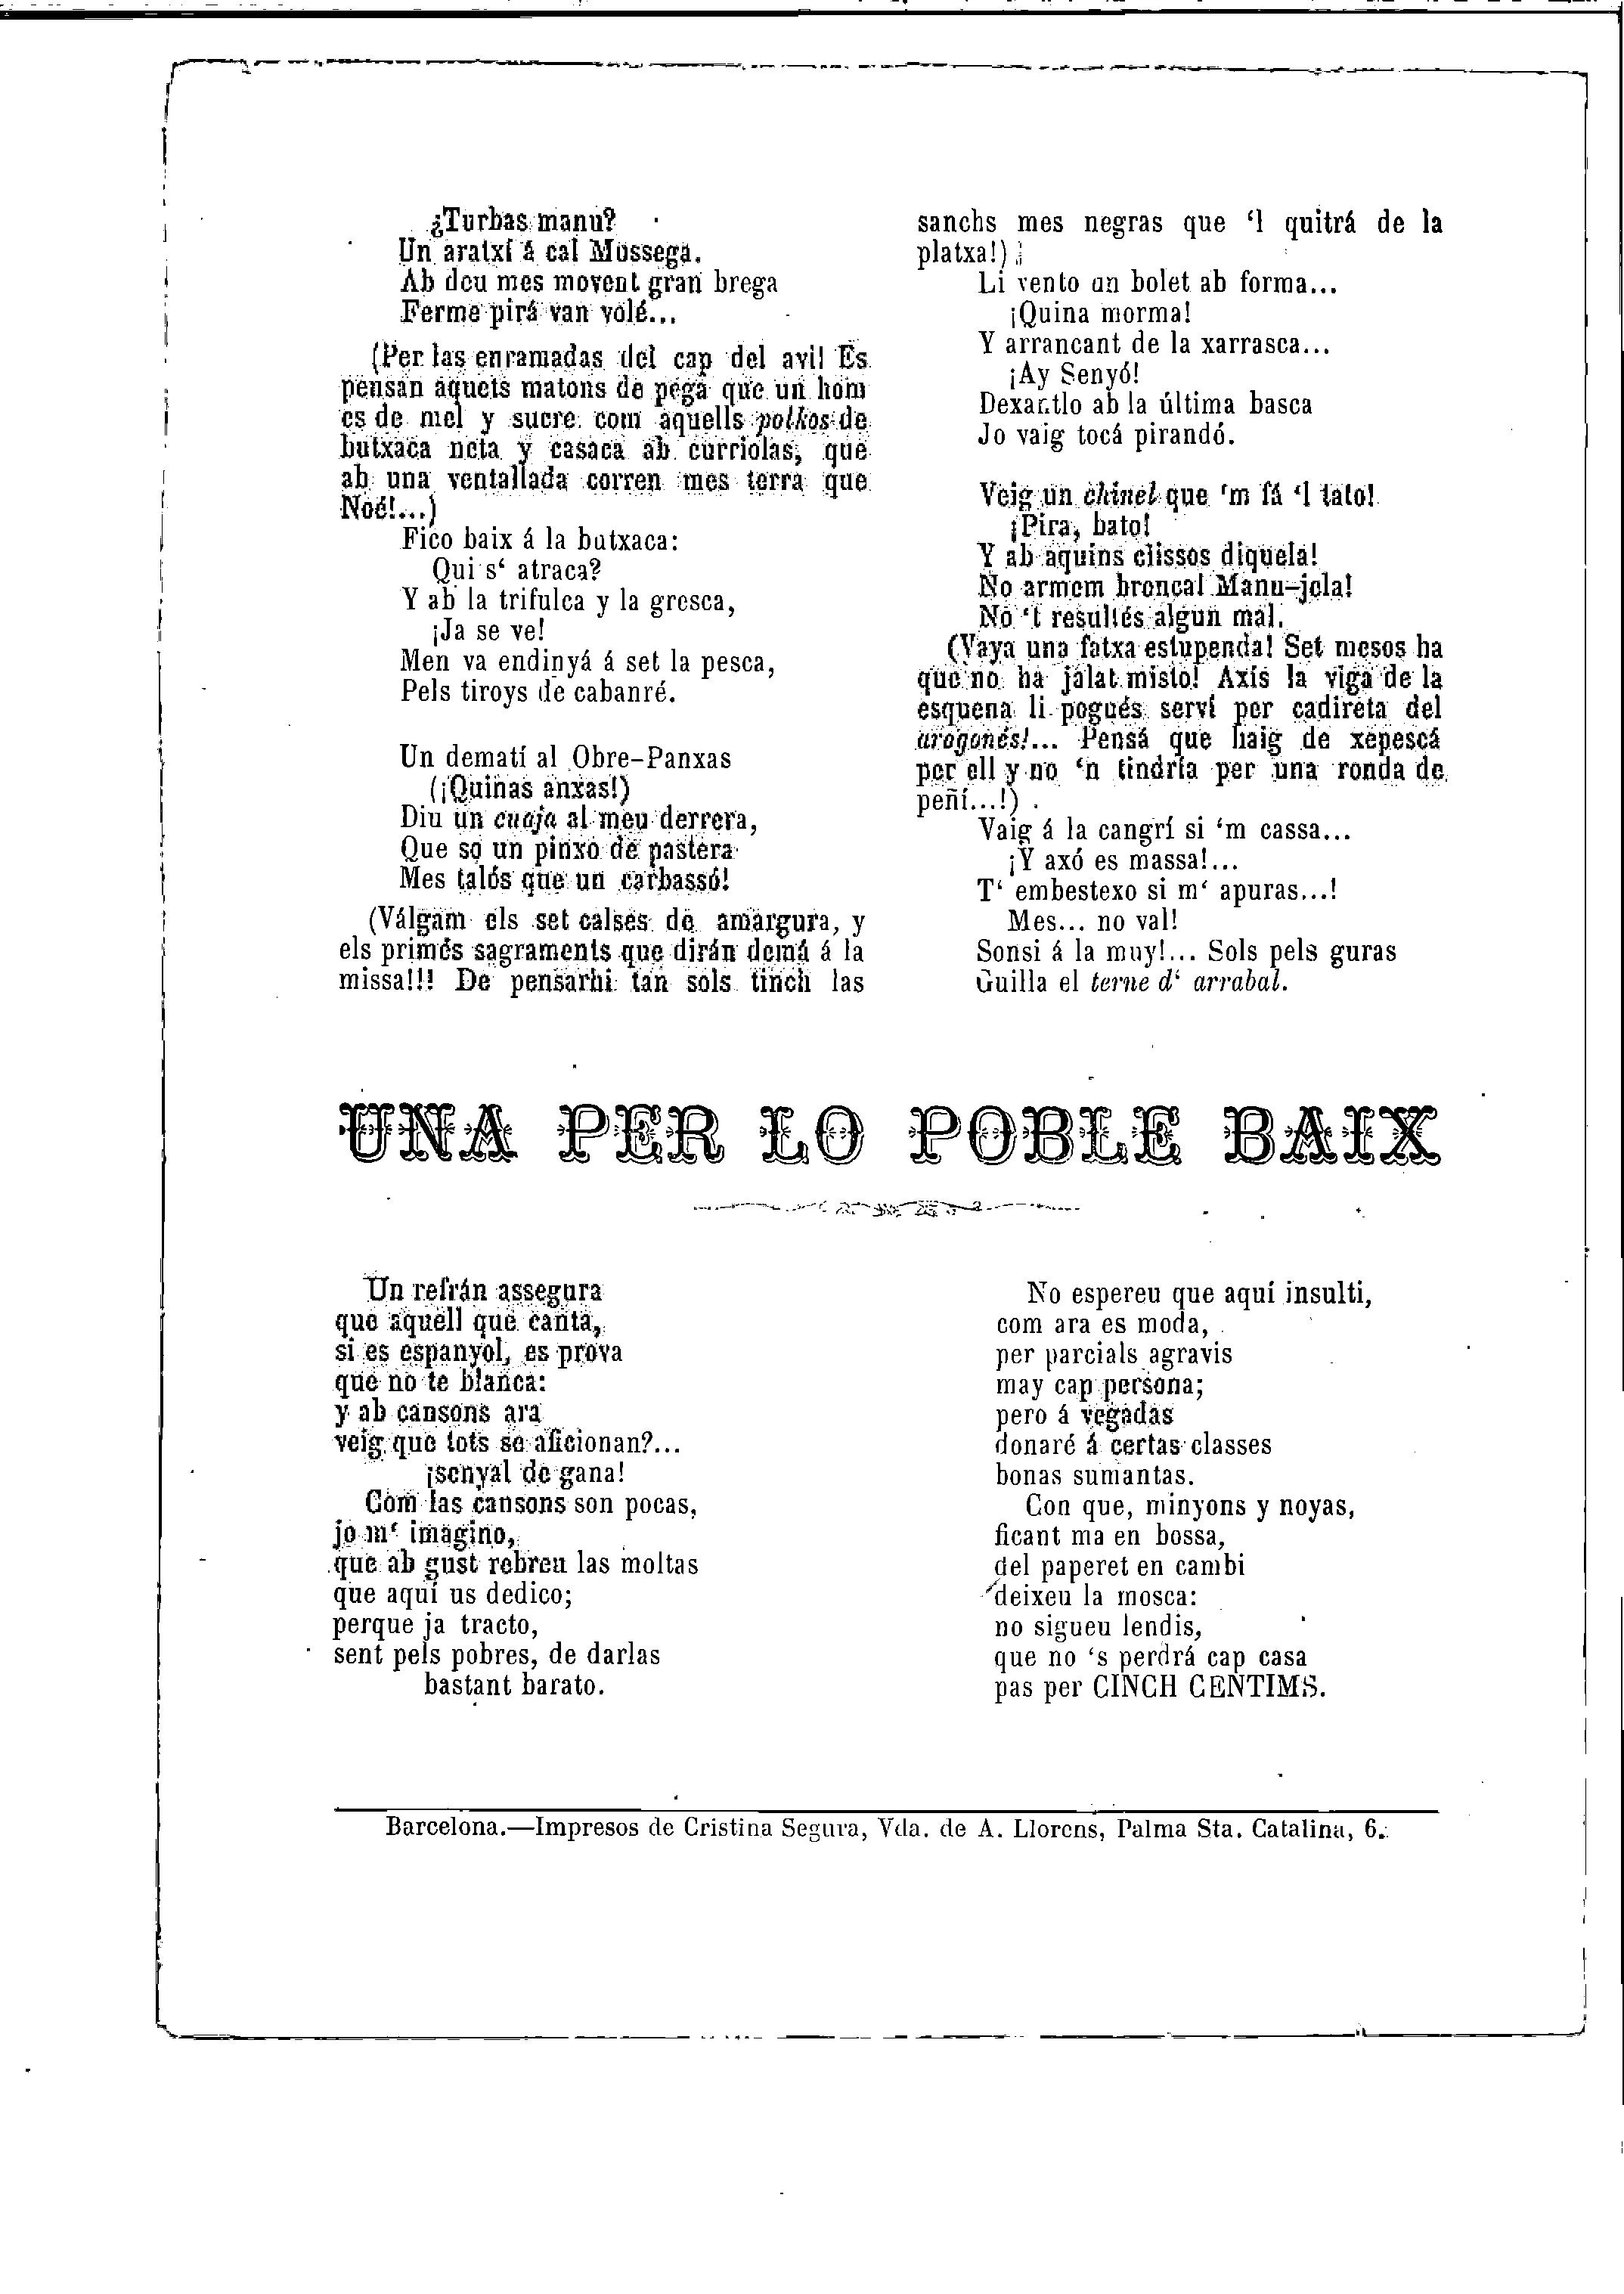 ¿Turbas manu?
Un aratxí á cal Mossega.
Ab deu mes movent gran brega
Ferme pirá van volé...
(Per las enramadas del cap del avi! Es
pensan aquets matons de pega que un hom
es de mel y sucre com aquells polkos de
butxaca neta y casaca ab curriolas, que
ab una ventallada corren mes terra que
Noé!...)
Fico baix á la butxaca:
Qui s‘ atraca?
Y ab la trifulca y la gresca,
¡Ja se ve!
Men va endinyá á set la pesca,
Pels tiroys de cabanré.
Un dematí al Obre-Panxas
(¡Quinas anxas!)
Diu un cuaja al meu derrera,
Que so un pinxo de pastera
Mes talós que un carbassó!
(Válgam els set calses de amargura, y
els primés sagraments que dirán demá á la
missa!!! De pensarhi tan sols tinch las
sanchs mes negras que ‘l quitrá de la
platxa!)
Li vento un bolet ab forma...
¡Quina morma!
Y arrancant de la xarrasca...
¡Ay Senyó!
Dexantlo ab la última basca
Jo vaig tocá pirandó.
Veig un chinel que ‘m fá ‘l tato!
¡Pira, bato!
Y ab aquins clissos diquela!
No armem bronca! Manu-jela!
No ‘t resultés algun mal.
(Vaya una fatxa estupenda! Set mesos ha
que no ha jalat misto! Axis la viga de la
esquena li pogués serví per cadireta del
aragonés!... Pensá que haig de xepescá
per ell y no ‘n tindría per una ronda de
peñí...!)
Vaig á la cangrí si ‘m cassa...
¡Y axó es massa!...
T‘ embestexo si m‘ apuras...!
Mes... no val!
Sonsi á la muy!... Sols pels guras
Guilla el terne d‘ arrabal.
UNA PER LO POBLE BAIX
Un refrán assegura
que aquell que canta,
si es espanyol, es prova
que no te blanca:
y ab cansons ara
veig que tots se aficionan?...
¡senyal de gana!
Com las cansons son pocas,
jo m‘ imagino,
que ab gust rebreu las moltas
que aquí us dedico;
perque ja tracto,
sent pels pobres, de darlas
bastant barato.
No espereu que aquí insulti,
com ara es moda,
per parcials agravis
may cap persona;
pero á vegadas
donaré á certas classes
bonas sumantas.
Con que, minyons y noyas,
ficant ma en bossa,
del paperet en cambi
deixeu la mosca:
no sigueu lendis,
que no ‘s perdrá cap casa
pas per CINCH CENTIMS.
Barcelona.—Impresos de Cristina Segura, Vda. de A. Llorens, Palma Sta. Catalina, 6.